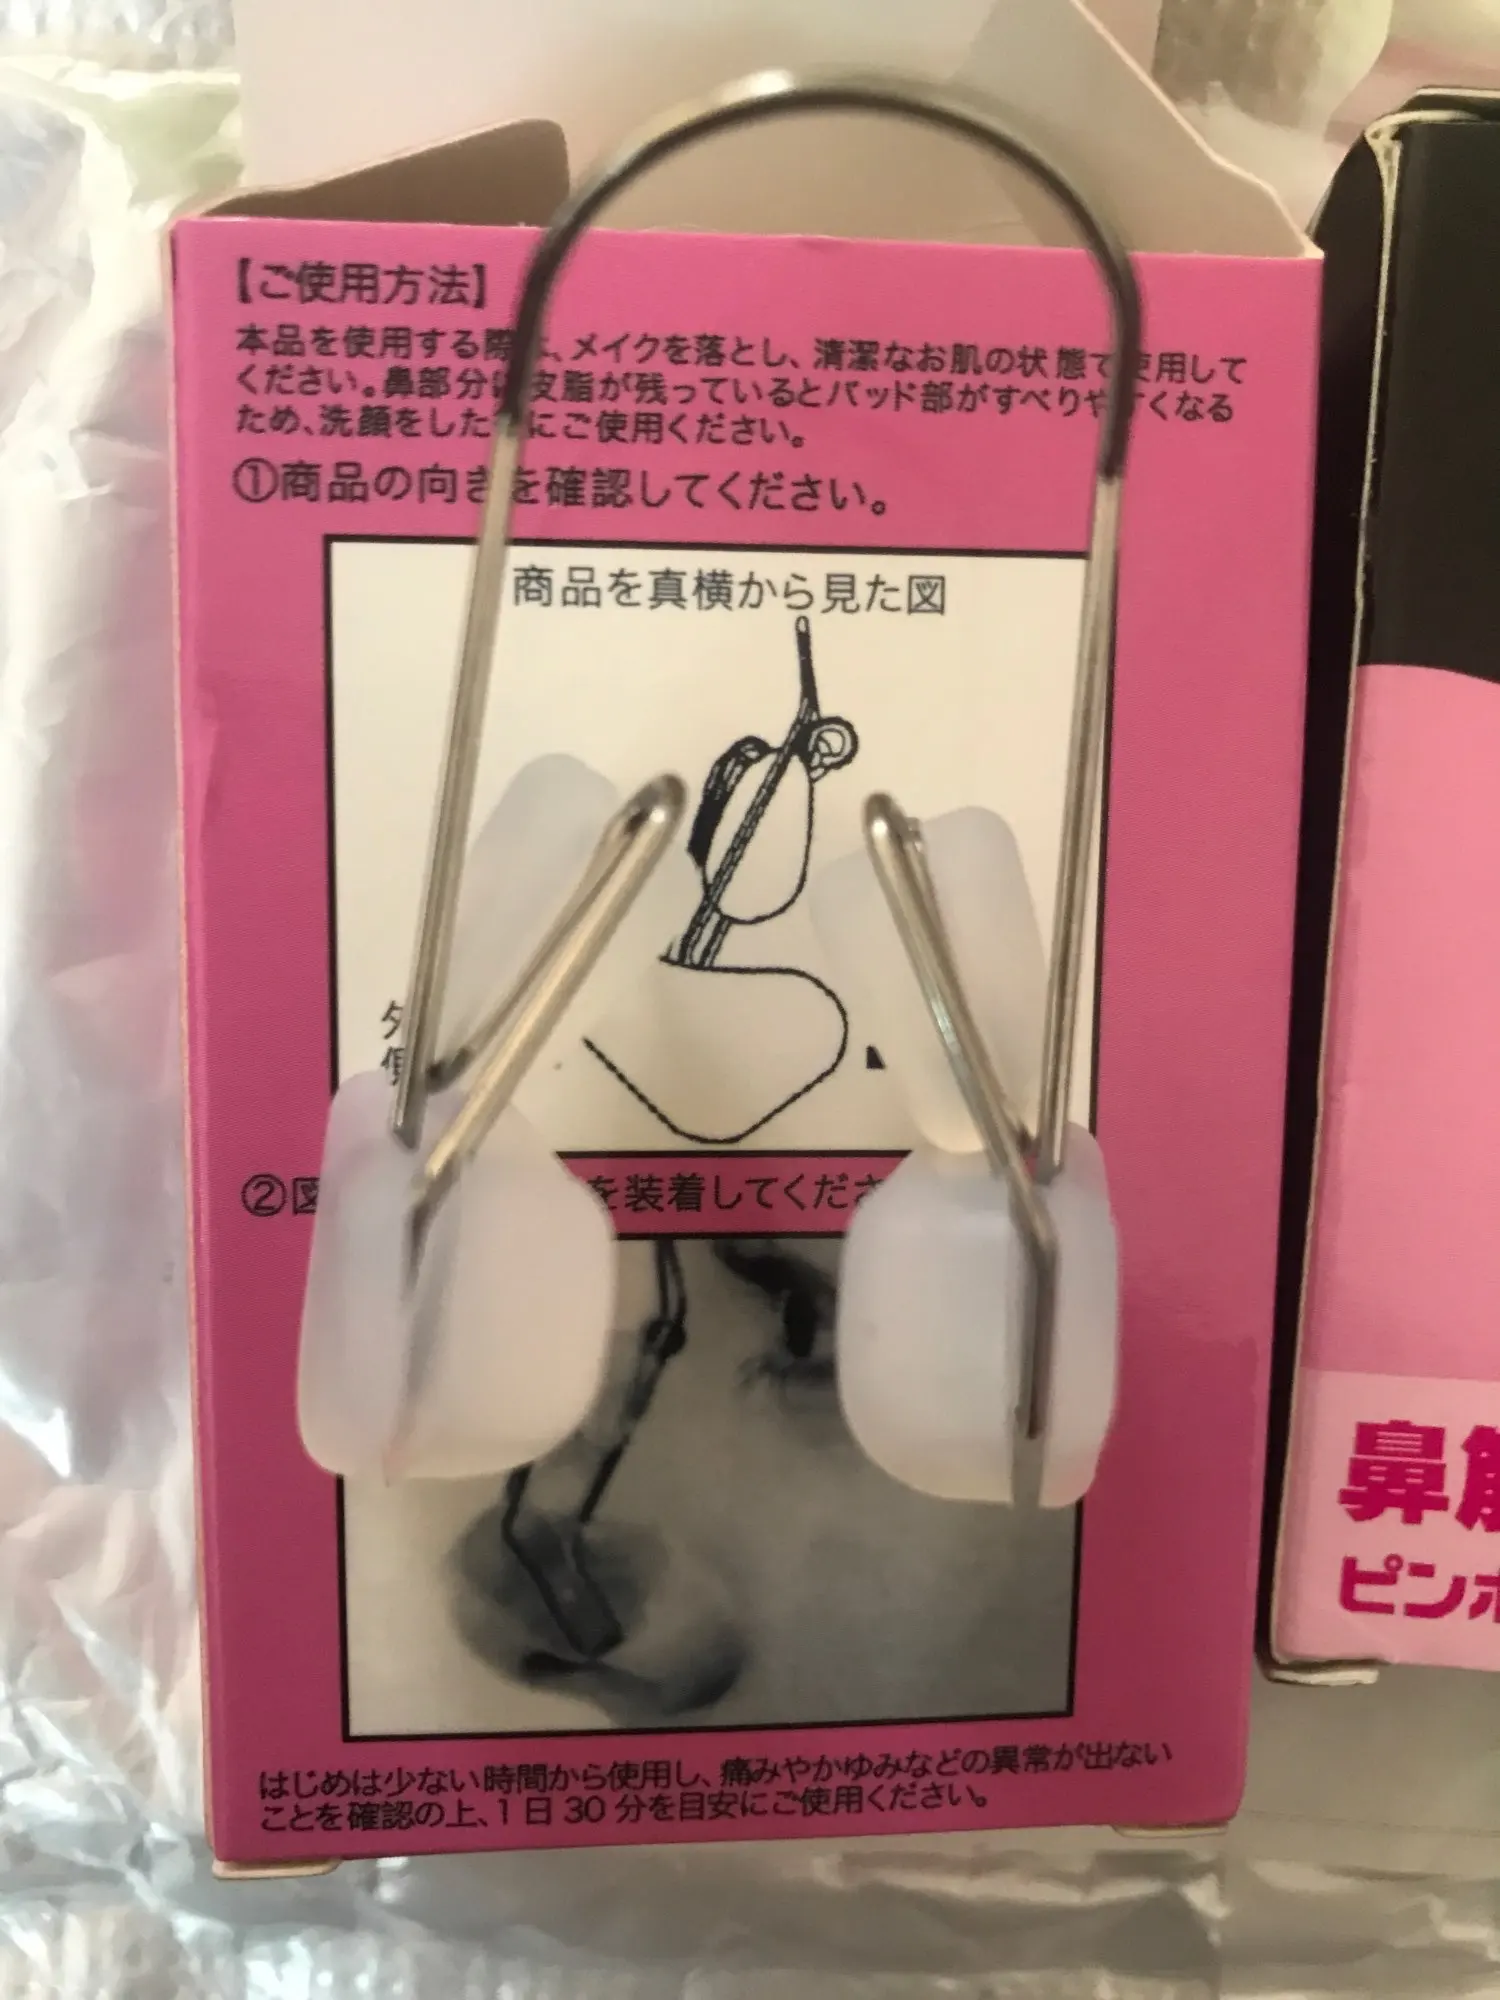 【ご使用方法】
本品を使用する際は、メイクを落とし、清潔なお肌の状態で使用して
ください。鼻部分は皮脂が残っているとパッド部がすべりやすくなる
ため、洗顔をした にご使用ください。
①商品の向きを確認してください。
商品を真横から見た図
外
側
②図 を装着してくださ
はじめは少ない時間から使用し、痛みやかゆみなどの異常が出ない
ことを確認の上、1日30分を目安にご使用ください。
鼻筋
ピンホ